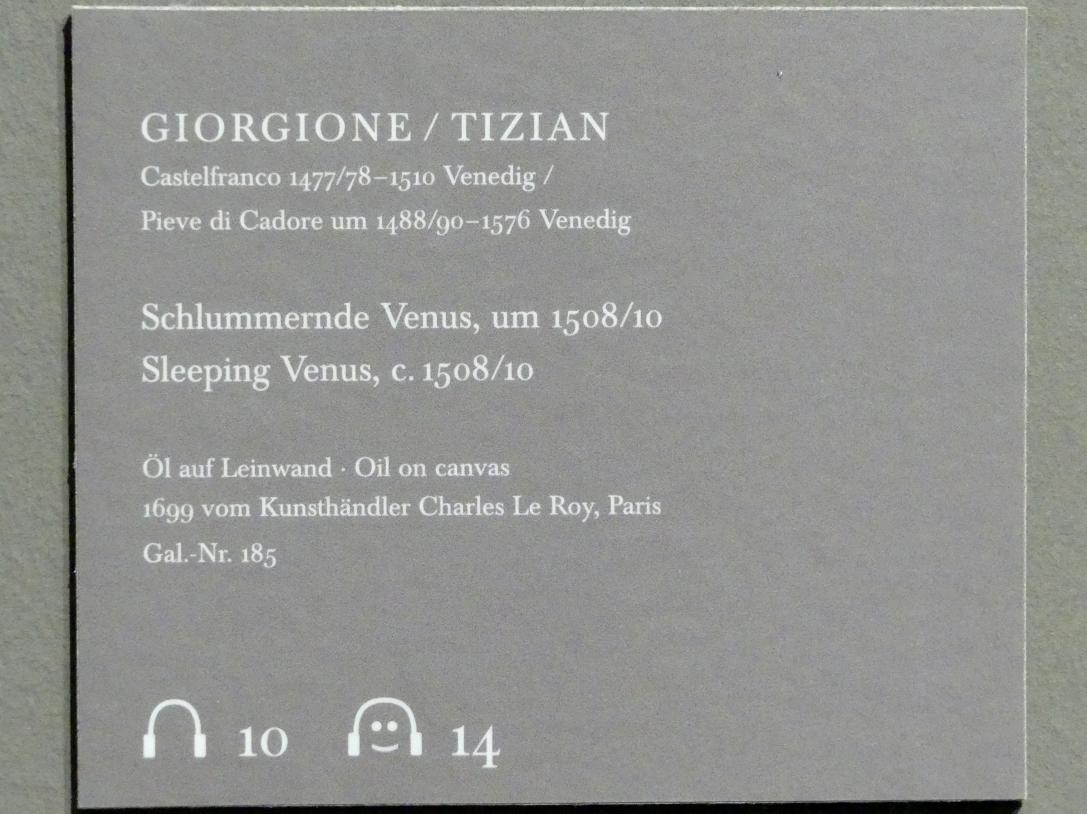 GIORGIONE / TIZIAN
Castelfranco 1477/78–1510 Venedig /
Pieve di Cadore um 1488/90–1576 Venedig
Schlummernde Venus, um 1508/10
Sleeping Venus, c. 1508/10
Öl auf Leinwand · Oil on canvas
1699 vom Kunsthändler Charles Le Roy, Paris
Gal.-Nr. 185
10 14